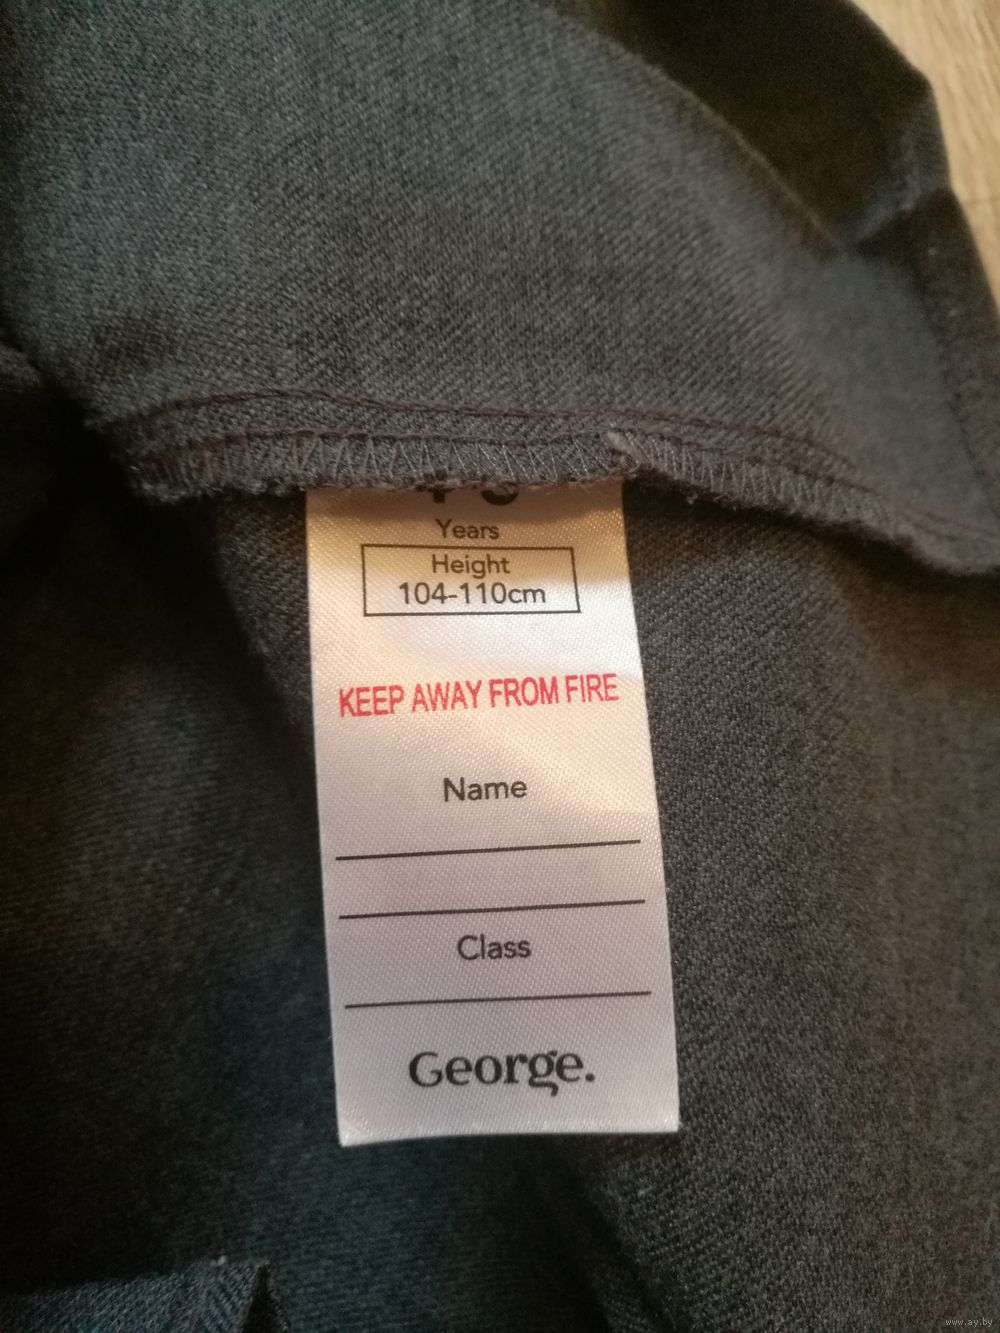 Years
Height
104-110cm
KEEP AWAY FROM FIRE
Name
Class
George.
www.ay.by